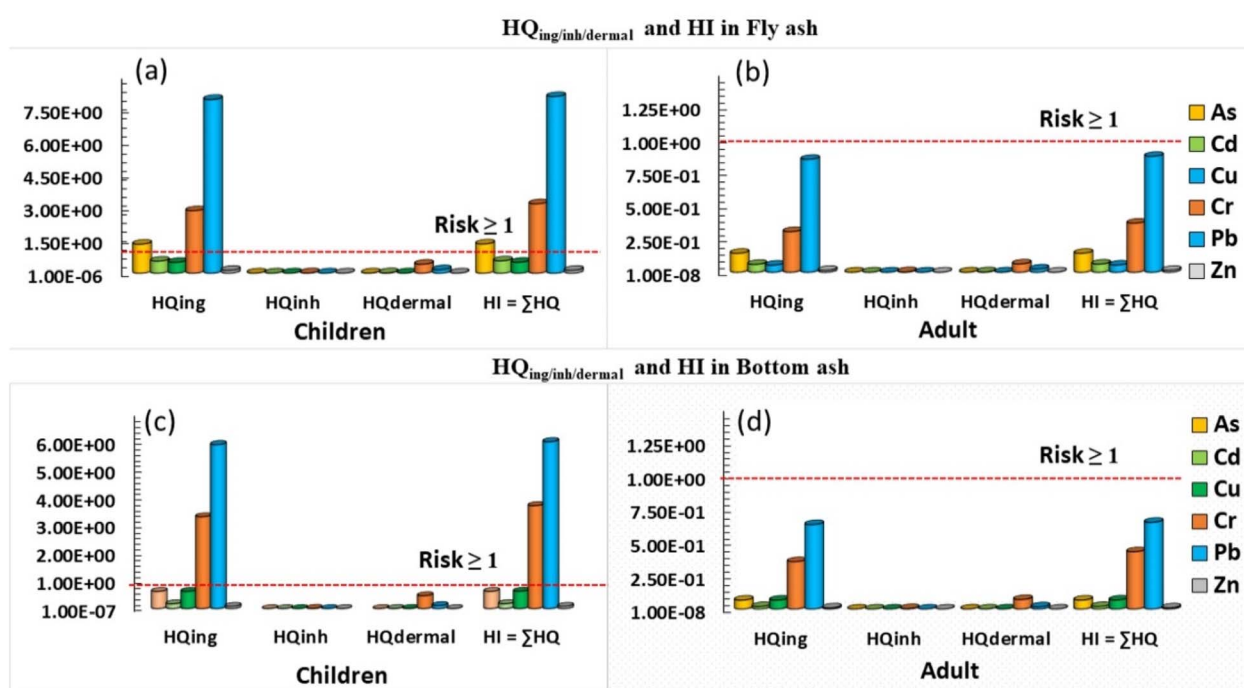 HQing/inh/dermal and HI in Fly ash
(a)
7.50E+00
6.00E+00
4.50E+00
3.00E+00
1.50E+00
1.00E-06
Risk ≥ 1
HQing HQinh HQdermal HI = ∑HQ
Children
(b)
1.25E+00
1.00E+00
7.50E-01
5.00E-01
2.50E-01
1.00E-08
Risk ≥ 1
HQing HQinh HQdermal HI = ∑HQ
Adult
As
Cd
Cu
Cr
Pb
Zn
HQing/inh/dermal and HI in Bottom ash
(c)
6.00E+00
5.00E+00
4.00E+00
3.00E+00
2.00E+00
1.00E+00
1.00E-07
Risk ≥ 1
HQing HQinh HQdermal HI = ∑HQ
Children
(d)
1.25E+00
1.00E+00
7.50E-01
5.00E-01
2.50E-01
1.00E-08
Risk ≥ 1
HQing HQinh HQdermal HI = ∑HQ
Adult
As
Cd
Cu
Cr
Pb
Zn